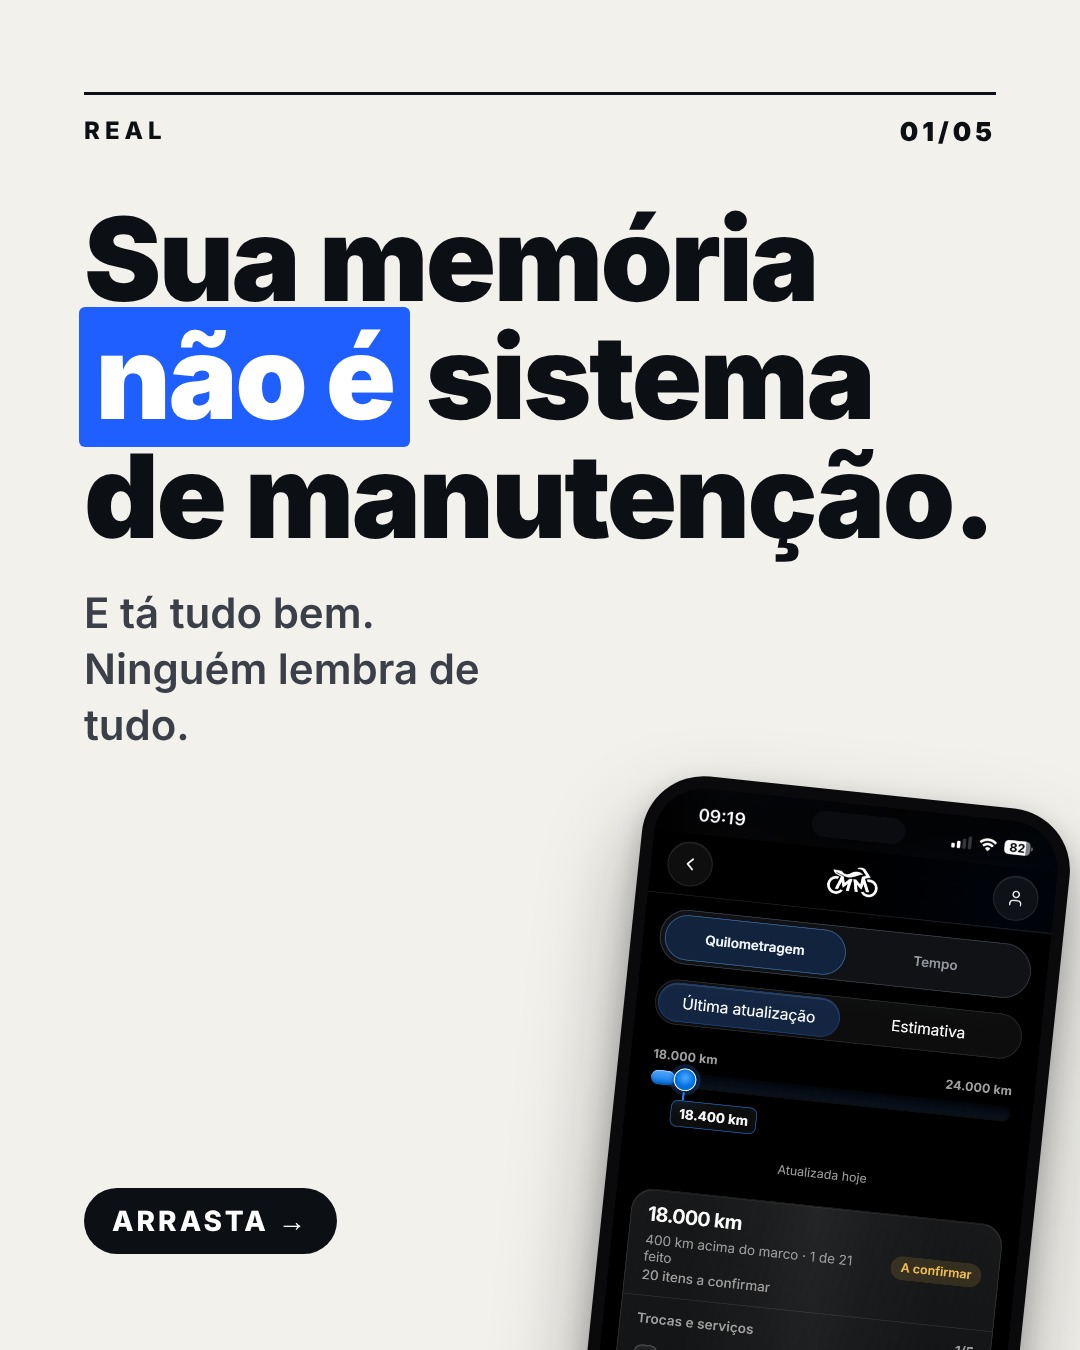 REAL
01/05
Sua memória
não é sistema
de manutenção.
E tá tudo bem.
Ninguém lembra de
tudo.
09:19
82
MM
Quilometragem
Tempo
Última atualização
Estimativa
18.000 km
24.000 km
18.400 km
Atualizada hoje
18.000 km
400 km acima do marco · 1 de 21
feito
20 itens a confirmar
A confirmar
Trocas e serviços
ARRASTA →